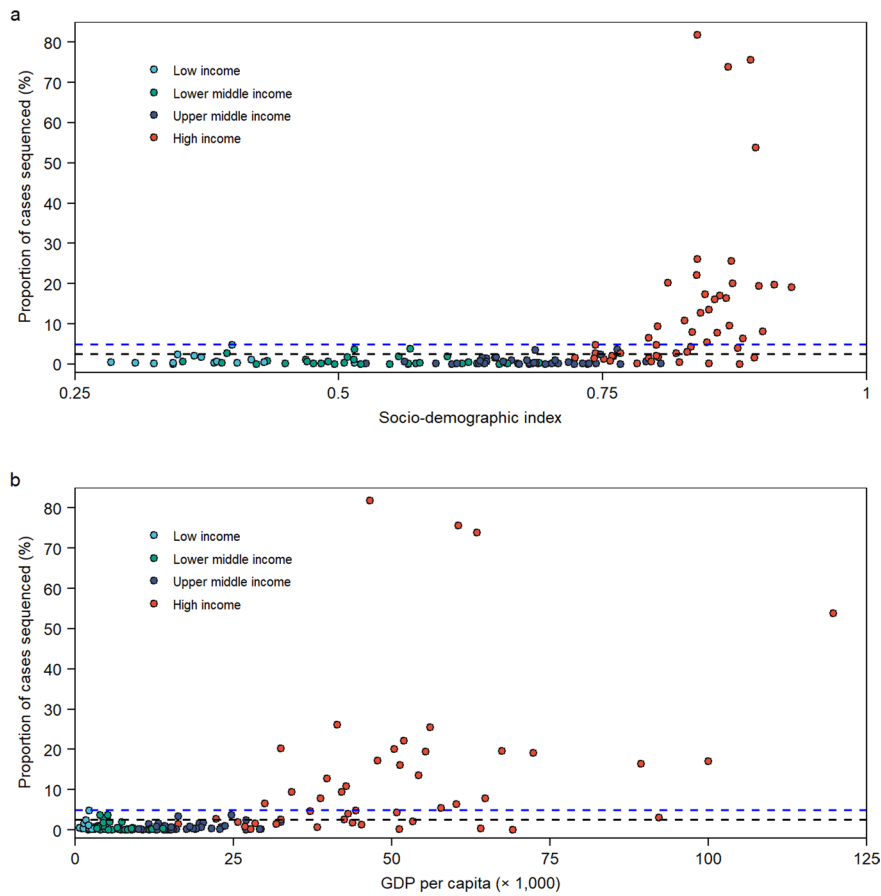 a
Proportion of cases sequenced (%)
80
70
60
50
40
30
20
10
0
Low income
Lower middle income
Upper middle income
High income
0.25
0.5
0.75
1
Socio-demographic index
b
Proportion of cases sequenced (%)
80
70
60
50
40
30
20
10
0
Low income
Lower middle income
Upper middle income
High income
0
25
50
75
100
125
GDP per capita (× 1,000)